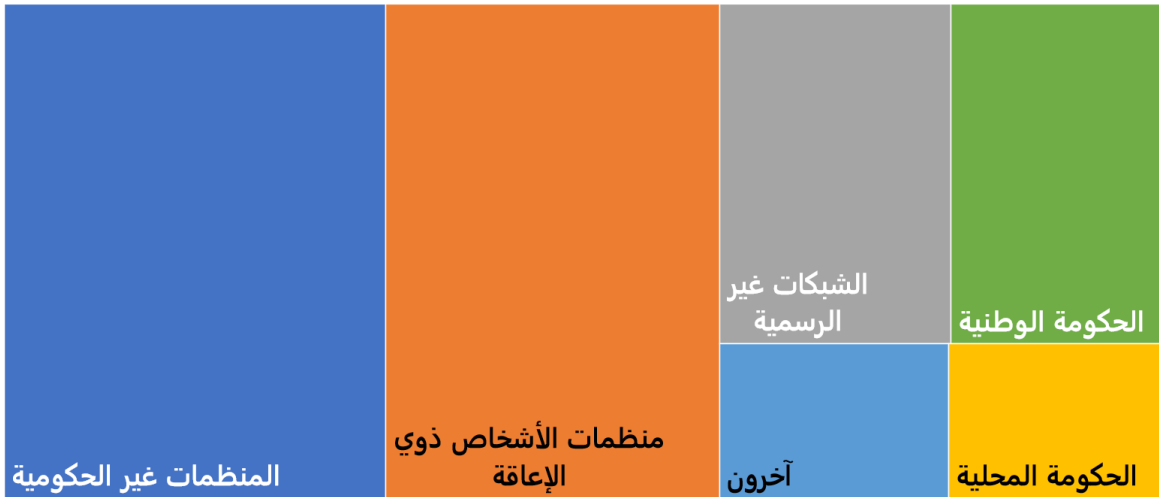 المنظمات غير الحكومية
منظمات الأشخاص ذوي
الإعاقة
الشبكات غير
الرسمية
الحكومة الوطنية
آخرون
الحكومة المحلية